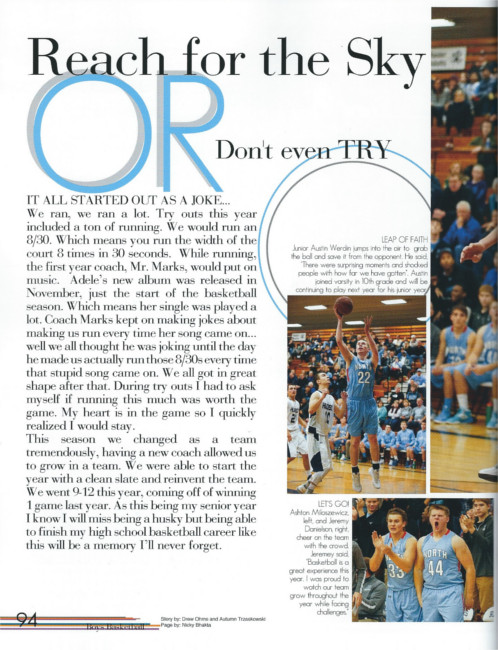 Reach for the Sky
OR
Don't even TRY
IT ALL STARTED OUT AS A JOKE...
We ran, we ran a lot. Try outs this year
included a ton of running. We would run an
8/30. Which means you run the width of the
court 8 times in 30 seconds. While running,
the first year coach, Mr. Marks, would put on
music. Adele's new album was released in
November, just the start of the basketball
season. Which means her single was played a
lot. Coach Marks kept on making jokes about
making us run every time her song came on...
well we all thought he was joking until the day
he made us actually run those 8/30s every time
that stupid song came on. We all got in great
shape after that. During try outs I had to ask
myself if running this much was worth the
game. My heart is in the game so I quickly
realized I would stay.
This season we changed as a team
tremendously, having a new coach allowed us
to grow in a team. We were able to start the
year with a clean slate and reinvent the team.
We went 9-12 this year, coming off of winning
1 game last year. As this being my senior year
I know I will miss being a husky but being able
to finish my high school basketball career like
this will be a memory I'll never forget.
LEAP OF FAITH
Junior Austin Werdin jumps into the air to grab
the ball and save it from the opponent. He said,
"There were surprising moments and shocked
people with how far we have gotten". Austin
joined varsity in 10th grade and will be
continuing to play next year for his junior year.
22
LET'S GO!
Ashton Milaszewicz,
left, and Jeremy
Danielson, right,
cheer on the team
with the crowd.
Jeremey said,
"Basketball is a
great experience this
year. I was proud to
watch our team
grow throughout the
year while facing
challenges."
33
NORTH
44
94
Boys Basketball
Story by: Drew Ohms and Autumn Trzaskowski
Page by: Nicky Bhakta